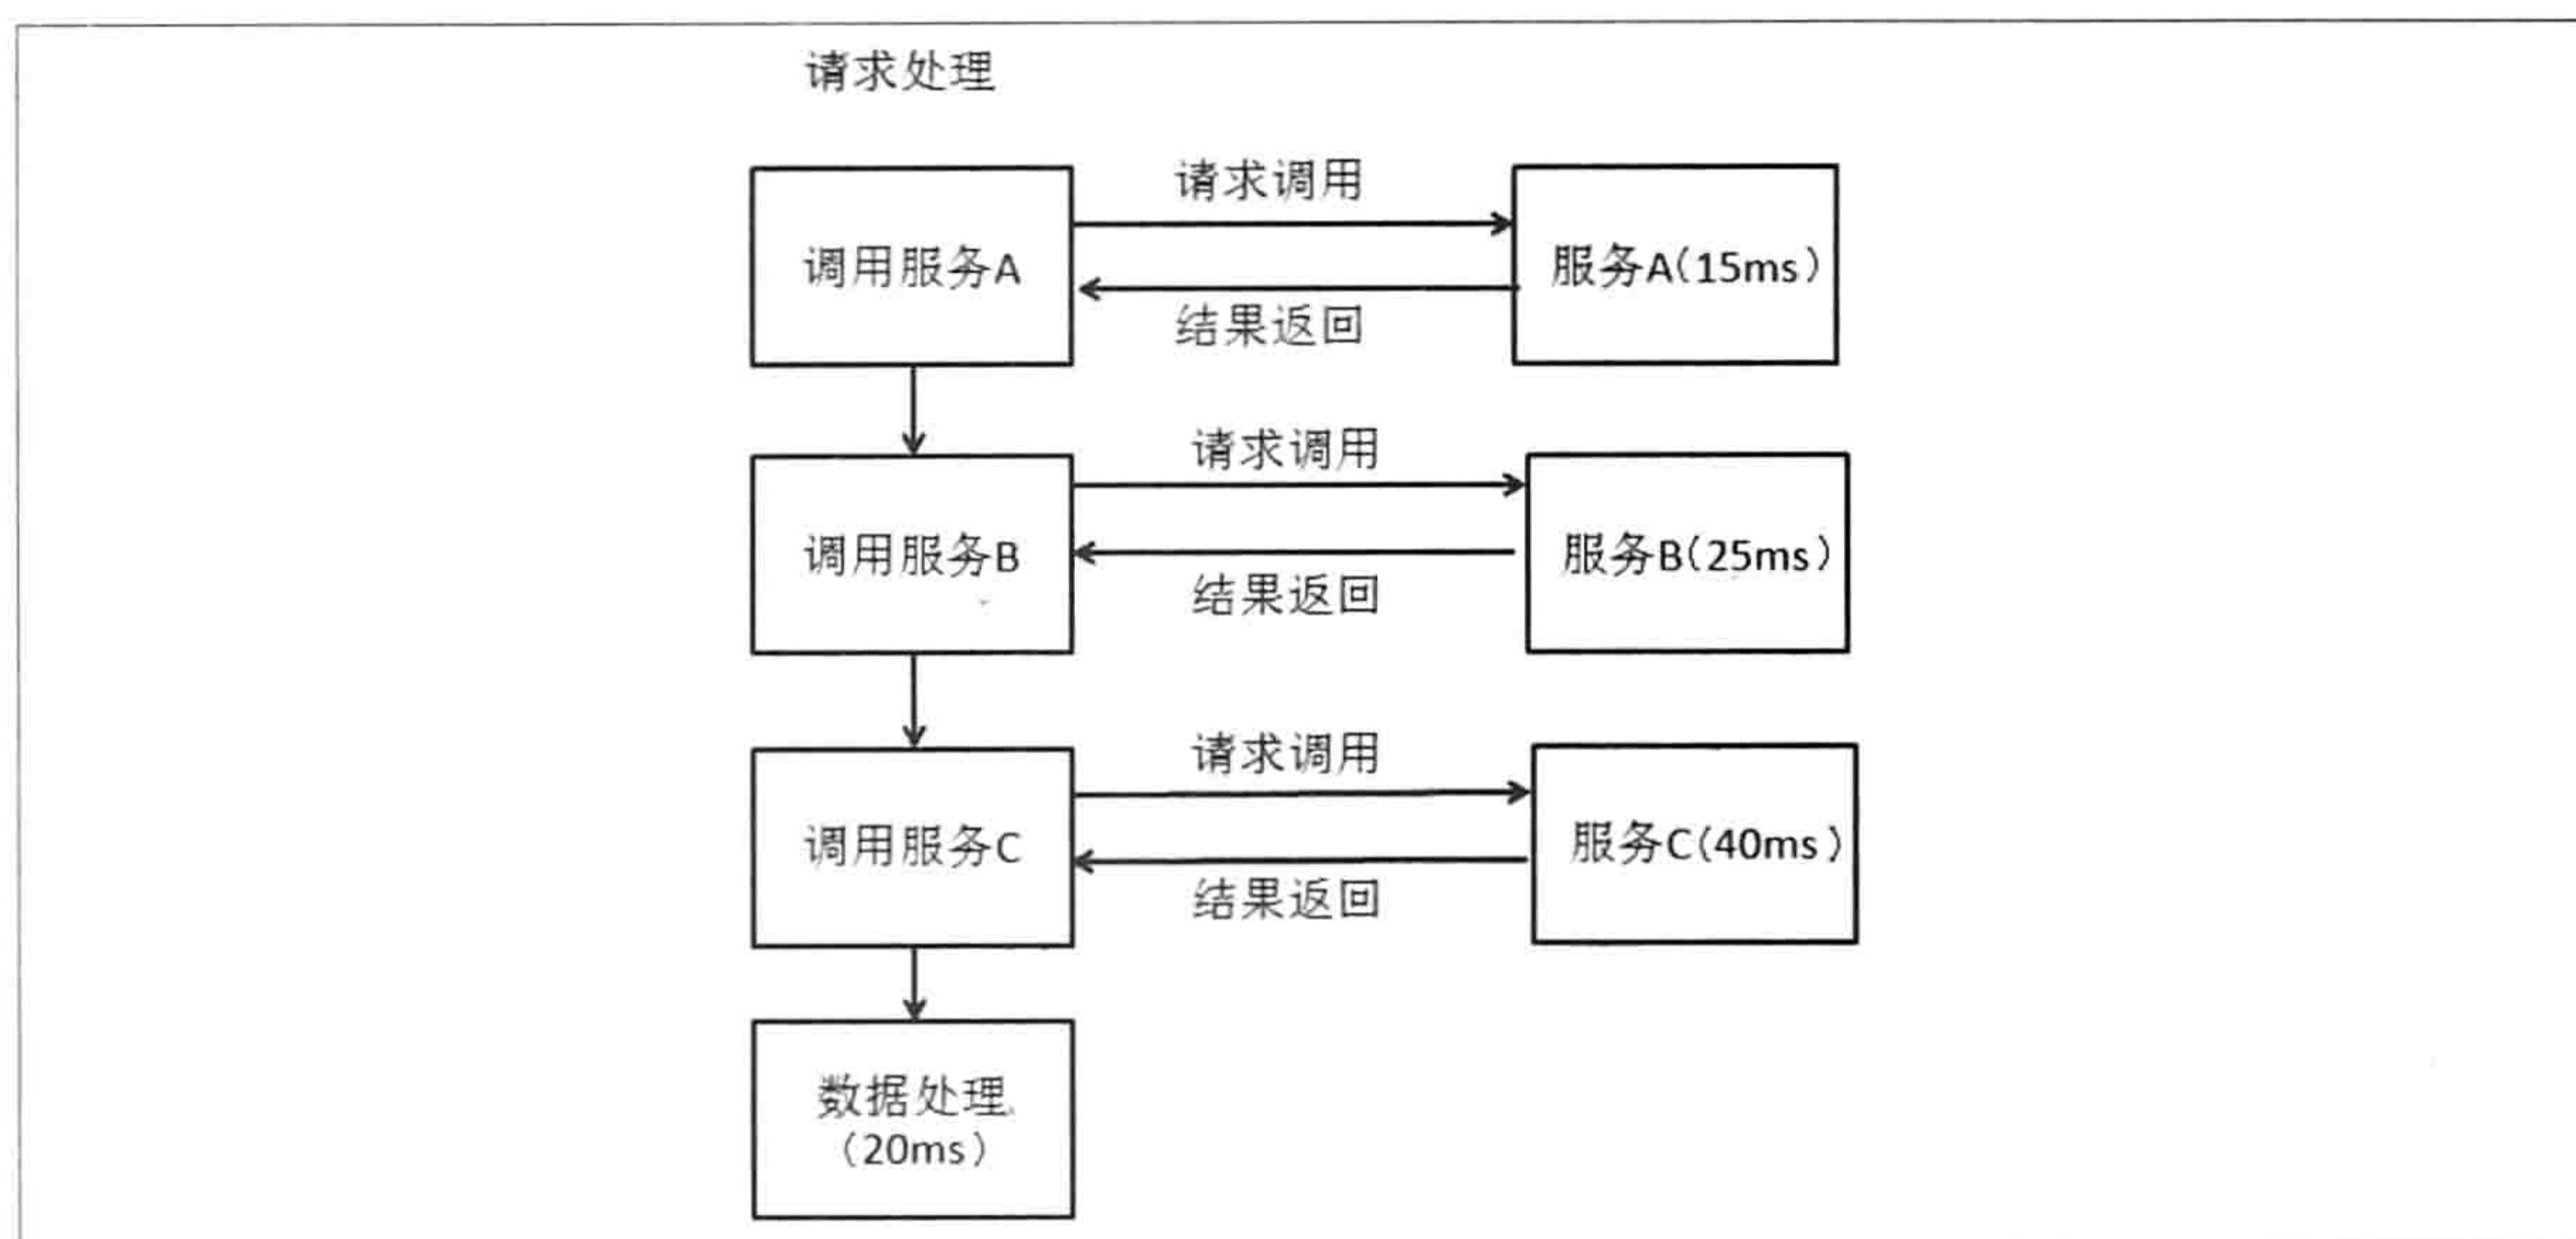 请求处理
请求调用
调用服务A
服务A(15ms)
结果返回
请求调用
调用服务B
服务B(25ms)
结果返回
请求调用
调用服务C
服务C(40ms)
结果返回
数据处理
(20ms)